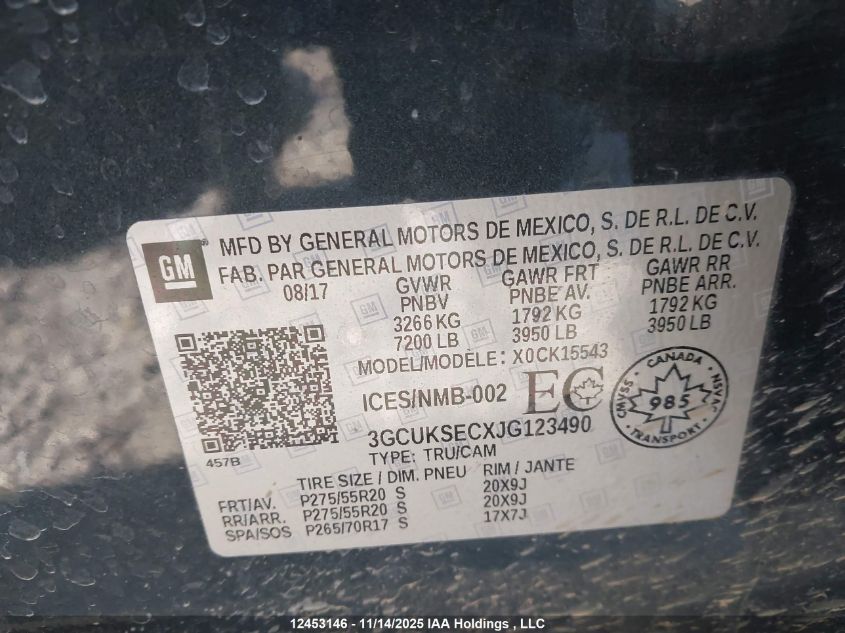 GM
MFD BY GENERAL MOTORS DE MEXICO, S. DE R.L. DE C.V.
FAB. PAR GENERAL MOTORS DE MEXICO, S. DE R.L. DE C.V.
08/17 GVWR GAWR FRT GAWR RR
PNBV PNBE AV. PNBE ARR.
3266 KG 1792 KG 1792 KG
7200 LB 3950 LB 3950 LB
MODEL/MODÈLE: X0CK15543
ICES/NMB-002 EC
CANADA
CMVSS 985 NSVAC
TRANSPORT
3GCUKSECXJG123490
457B TYPE: TRU/CAM
TIRE SIZE / DIM. PNEU RIM / JANTE
FRT/AV. P275/55R20 S 20X9J
RR/ARR. P275/55R20 S 20X9J
SPA/SOS P265/70R17 S 17X7J
12453146 - 11/14/2025 IAA Holdings , LLC